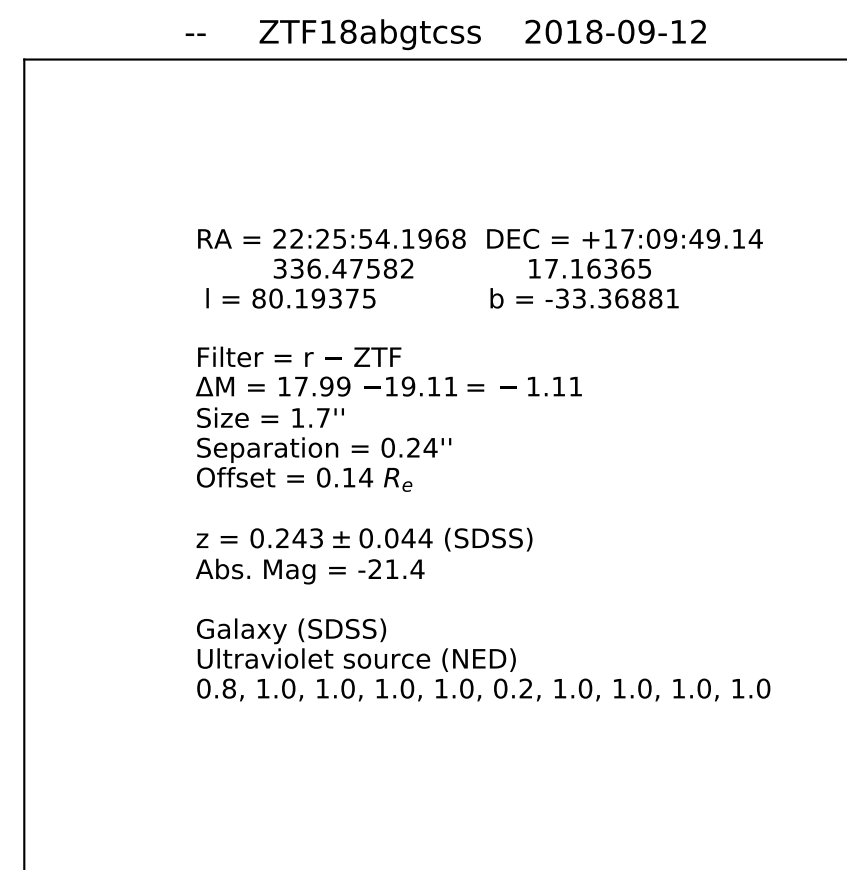 -- ZTF18abgtcss 2018-09-12
RA = 22:25:54.1968 DEC = +17:09:49.14
336.47582 17.16365
l = 80.19375 b = -33.36881
Filter = r − ZTF
ΔM = 17.99 −19.11 = − 1.11
Size = 1.7''
Separation = 0.24''
Offset = 0.14 Re
z = 0.243 ± 0.044 (SDSS)
Abs. Mag = -21.4
Galaxy (SDSS)
Ultraviolet source (NED)
0.8, 1.0, 1.0, 1.0, 1.0, 0.2, 1.0, 1.0, 1.0, 1.0